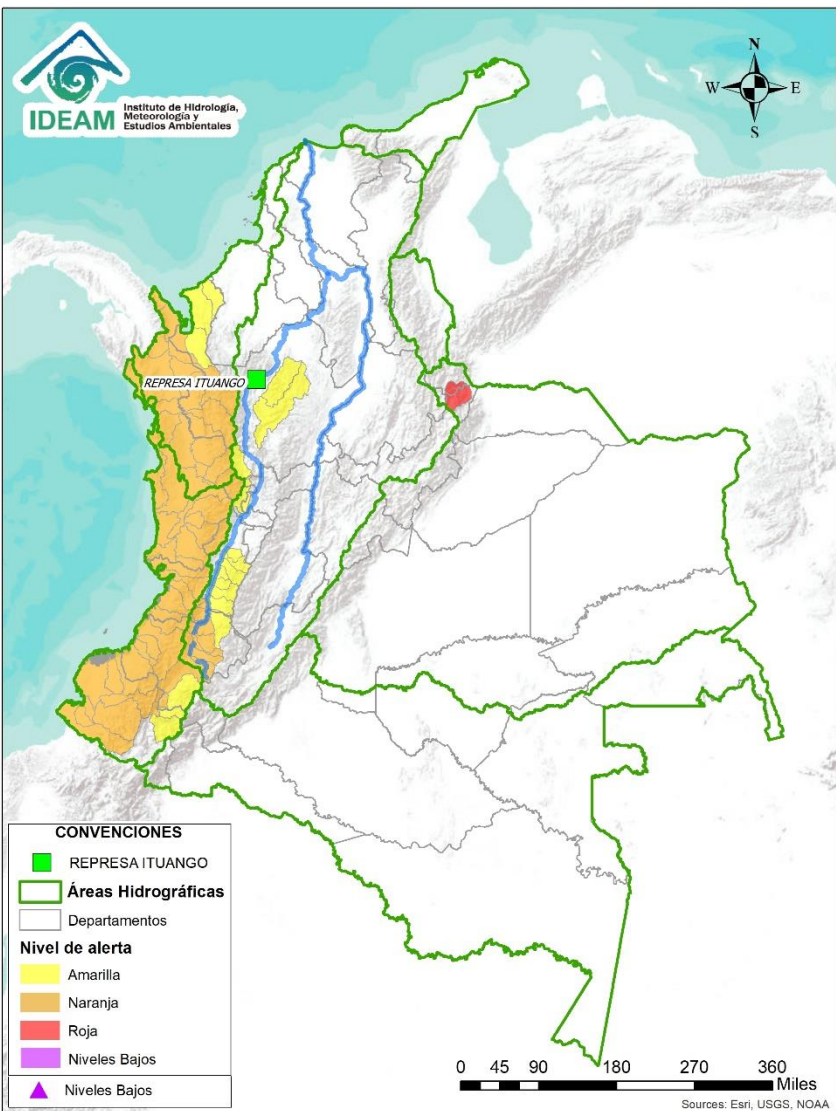 IDEAM
Instituto de Hidrología,
Meteorología y
Estudios Ambientales
N
W
E
S
REPRESA ITUANGO
CONVENCIONES
REPRESA ITUANGO
Áreas Hidrográficas
Departamentos
Nivel de alerta
Amarilla
Naranja
Roja
Niveles Bajos
Niveles Bajos
0 45 90 180 270 360
Miles
Sources: Esri, USGS, NOAA